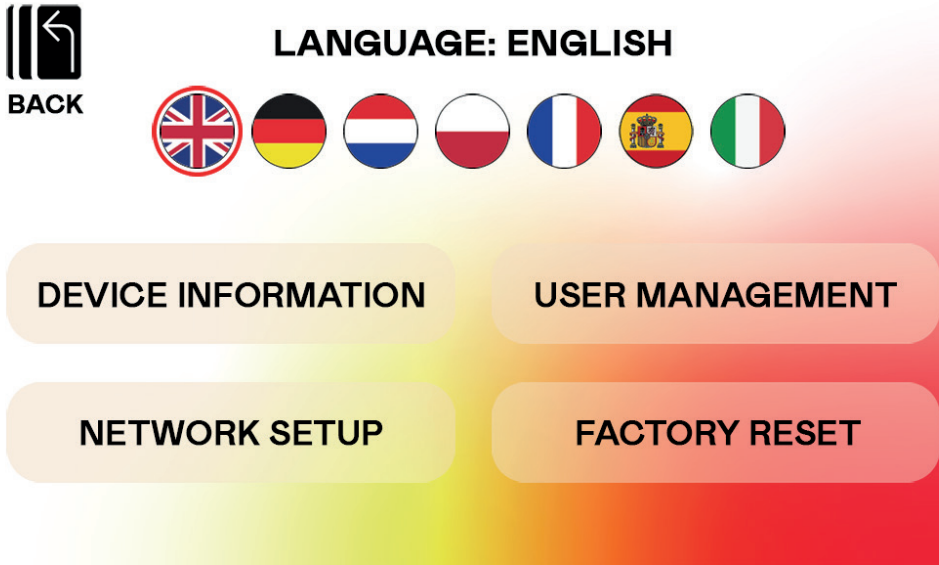 LANGUAGE: ENGLISH
BACK
DEVICE INFORMATION
USER MANAGEMENT
NETWORK SETUP
FACTORY RESET